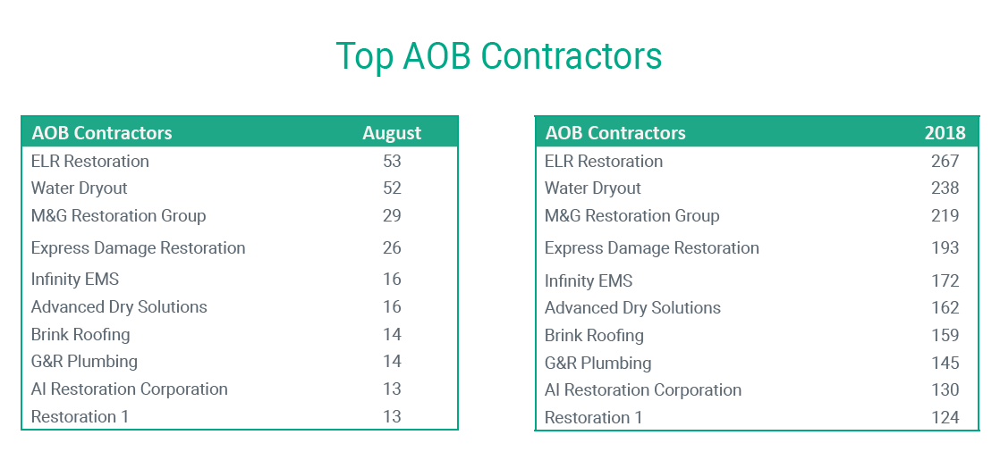 Top AOB Contractors
AOB Contractors August
ELR Restoration 53
Water Dryout 52
M&G Restoration Group 29
Express Damage Restoration 26
Infinity EMS 16
Advanced Dry Solutions 16
Brink Roofing 14
G&R Plumbing 14
AI Restoration Corporation 13
Restoration 1 13
AOB Contractors 2018
ELR Restoration 267
Water Dryout 238
M&G Restoration Group 219
Express Damage Restoration 193
Infinity EMS 172
Advanced Dry Solutions 162
Brink Roofing 159
G&R Plumbing 145
AI Restoration Corporation 130
Restoration 1 124